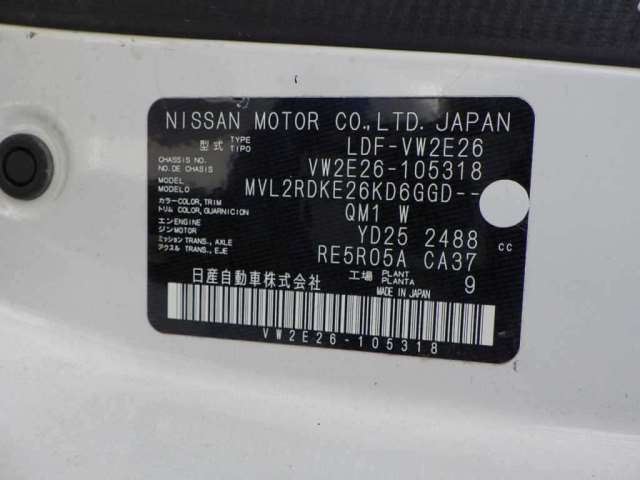 NISSAN MOTOR CO.,LTD. JAPAN
型式 TYPE TIPO LDF-VW2E26
CHASSIS NO. NO.DE CHASSIS VW2E26-105318
MODEL MODELO MVL2RDKE26KD6GGD--
カラー COLOR, TRIM
トリム COLOR, GUARNICION QM1 W
エンジン ENGINE MOTOR YD25 2488 cc
ミッション TRANS., AXLE
アクスル TRANS., EJE RE5R05A CA37
日産自動車株式会社 工場 PLANT PLANTA 9
MADE IN JAPAN
VW2E26-105318